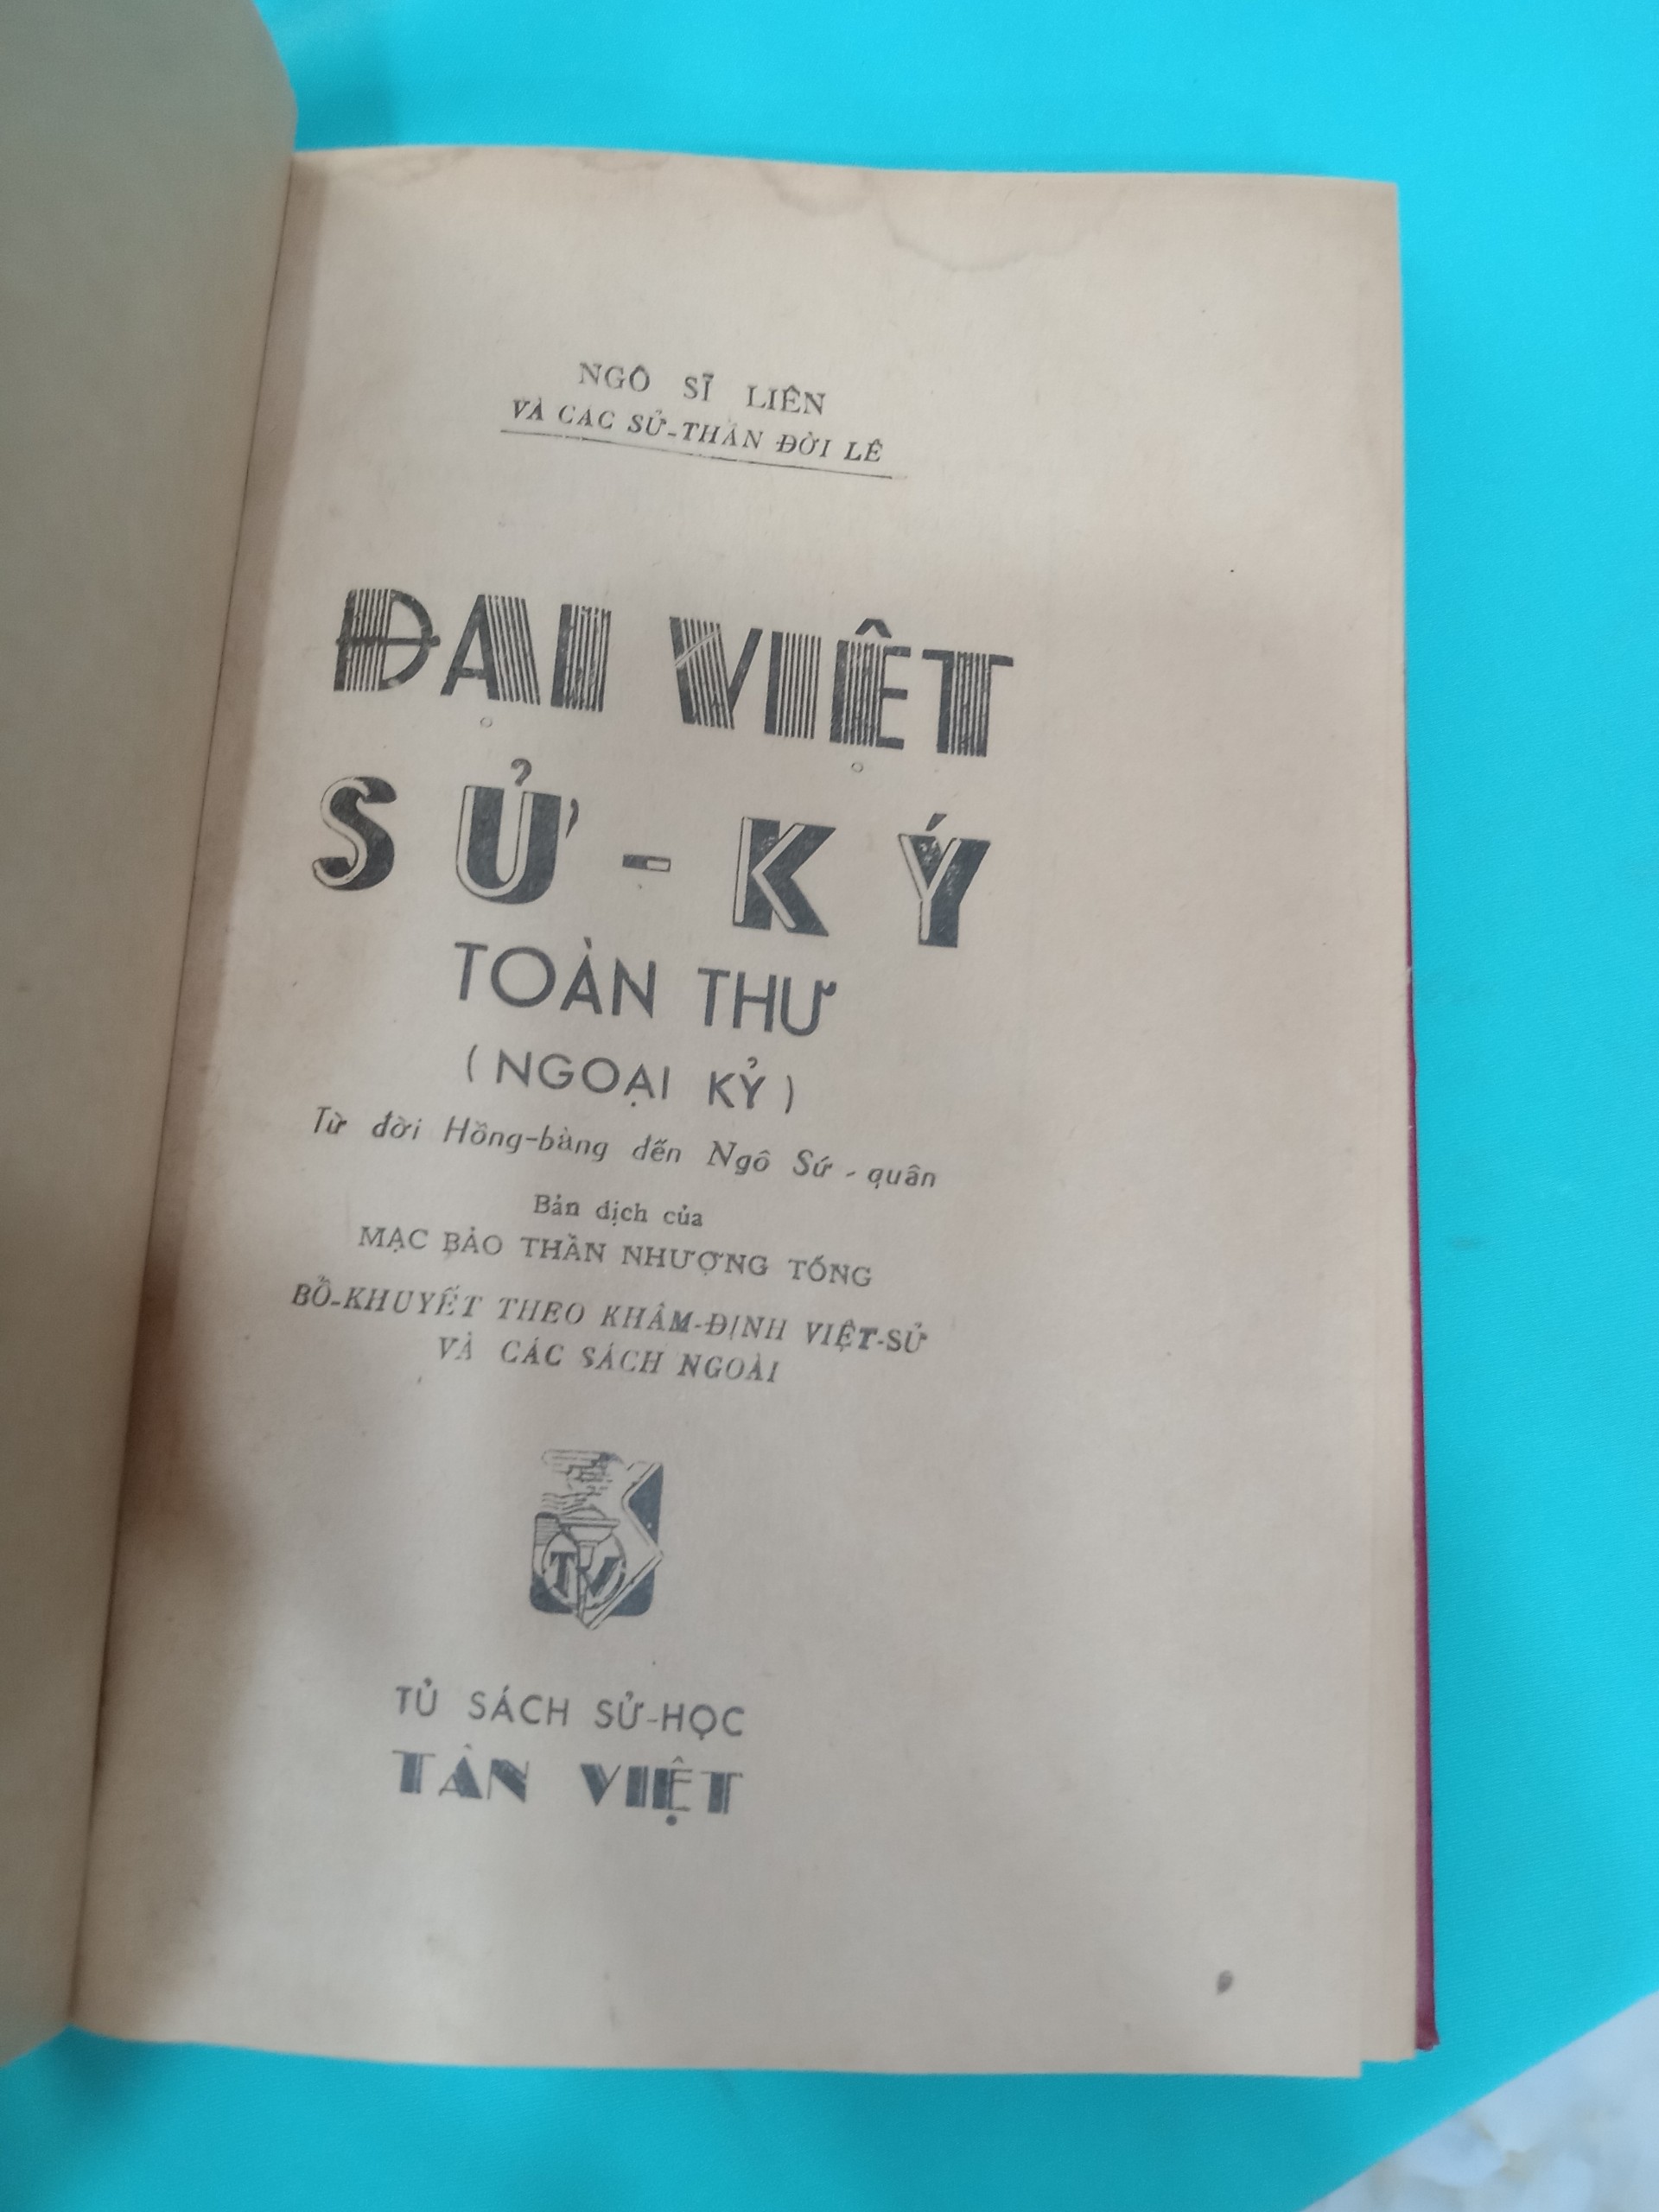 NGÔ SĨ LIÊN
VÀ CÁC SỬ-THẦN ĐỜI LÊ
ĐẠI VIỆT
SỬ-KÝ
TOÀN THƯ
(NGOẠI KỶ)
Từ đời Hồng-bàng đến Ngô Sứ-quân
Bản dịch của
MẠC BẢO THẦN NHƯỢNG TỐNG
BỔ-KHUYẾT THEO KHÂM-ĐỊNH VIỆT-SỬ
VÀ CÁC SÁCH NGOÀI
TV
TỦ SÁCH SỬ-HỌC
TÂN VIỆT